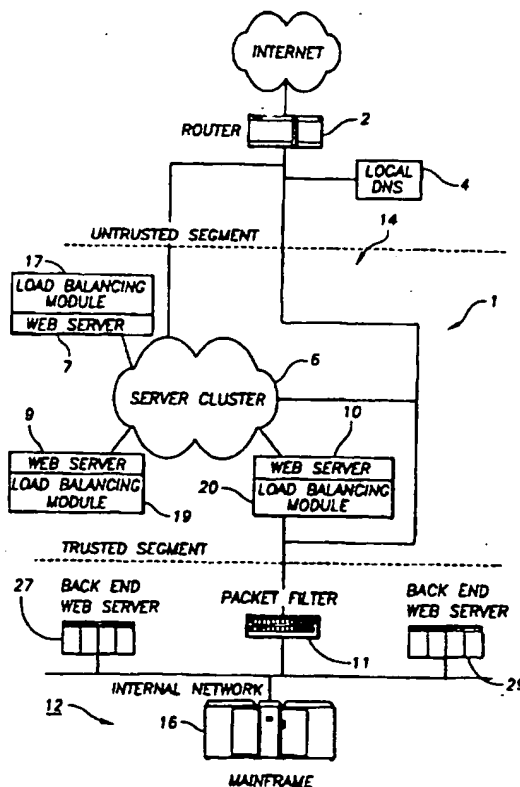 INTERNET
ROUTER
2
LOCAL
DNS
4
UNTRUSTED SEGMENT
14
17
LOAD BALANCING
MODULE
WEB SERVER
7
1
6
SERVER CLUSTER
9
WEB SERVER
LOAD BALANCING
MODULE
19
10
WEB SERVER
LOAD BALANCING
MODULE
20
TRUSTED SEGMENT
27
BACK END
WEB SERVER
PACKET FILTER
11
BACK END
WEB SERVER
29
INTERNAL NETWORK
12
16
MAINFRAME